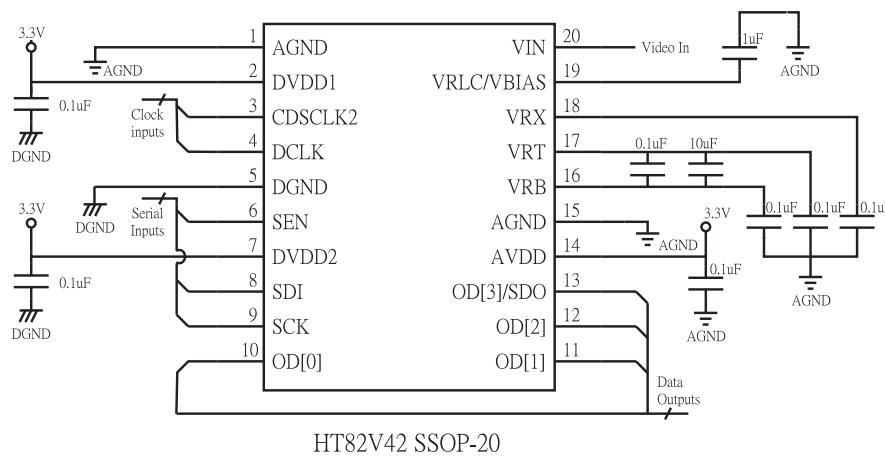 3.3V
0.1uF
DGND
AGND
Clock
inputs
DGND
Serial
Inputs
3.3V
0.1uF
DGND
1
AGND
2
DVDD1
3
CDSCLK2
4
DCLK
5
DGND
6
SEN
7
DVDD2
8
SDI
9
SCK
10
OD[0]
VIN
20
Video In
VRLC/VBIAS
19
1uF
AGND
VRX
18
VRT
17
0.1uF
10uF
VRB
16
0.1uF
0.1uF
0.1u
AGND
AGND
15
AGND
AVDD
14
3.3V
0.1uF
AGND
OD[3]/SDO
13
OD[2]
12
OD[1]
11
Data
Outputs
HT82V42 SSOP-20